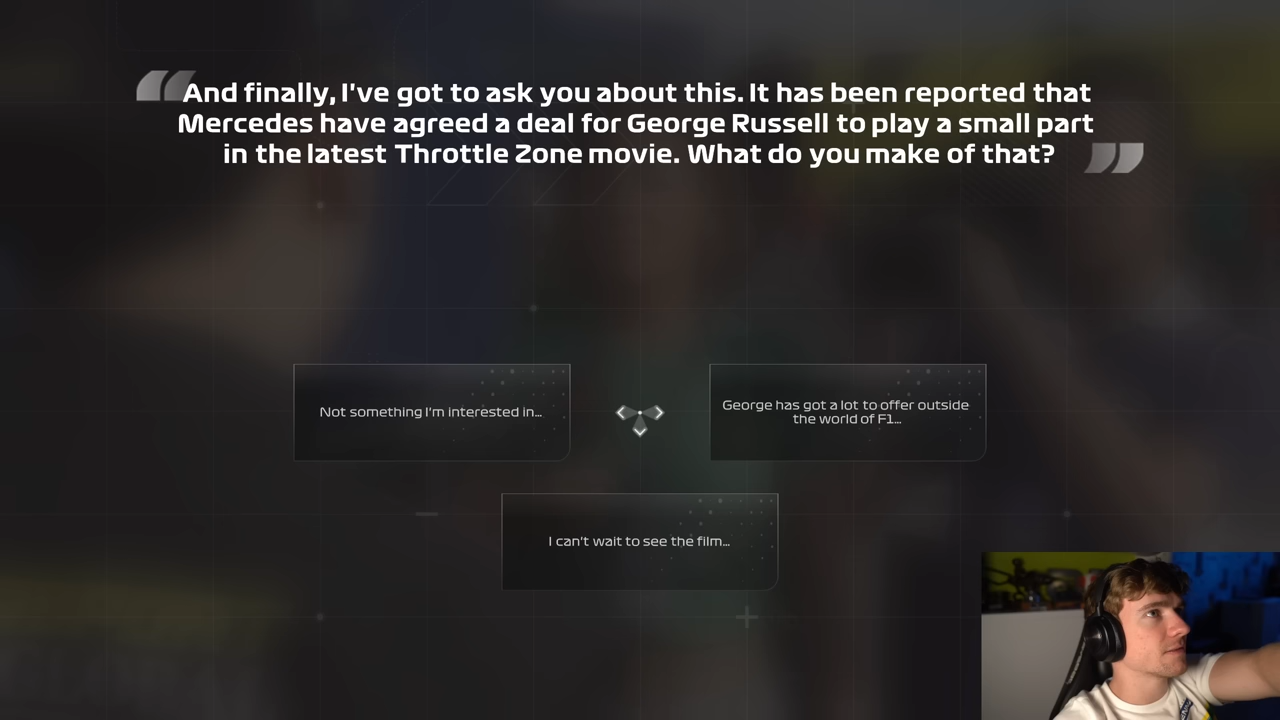 And finally, I've got to ask you about this. It has been reported that
Mercedes have agreed a deal for George Russell to play a small part
in the latest Throttle Zone movie. What do you make of that?
Not something I'm interested in...
George has got a lot to offer outside
the world of F1...
I can't wait to see the film...